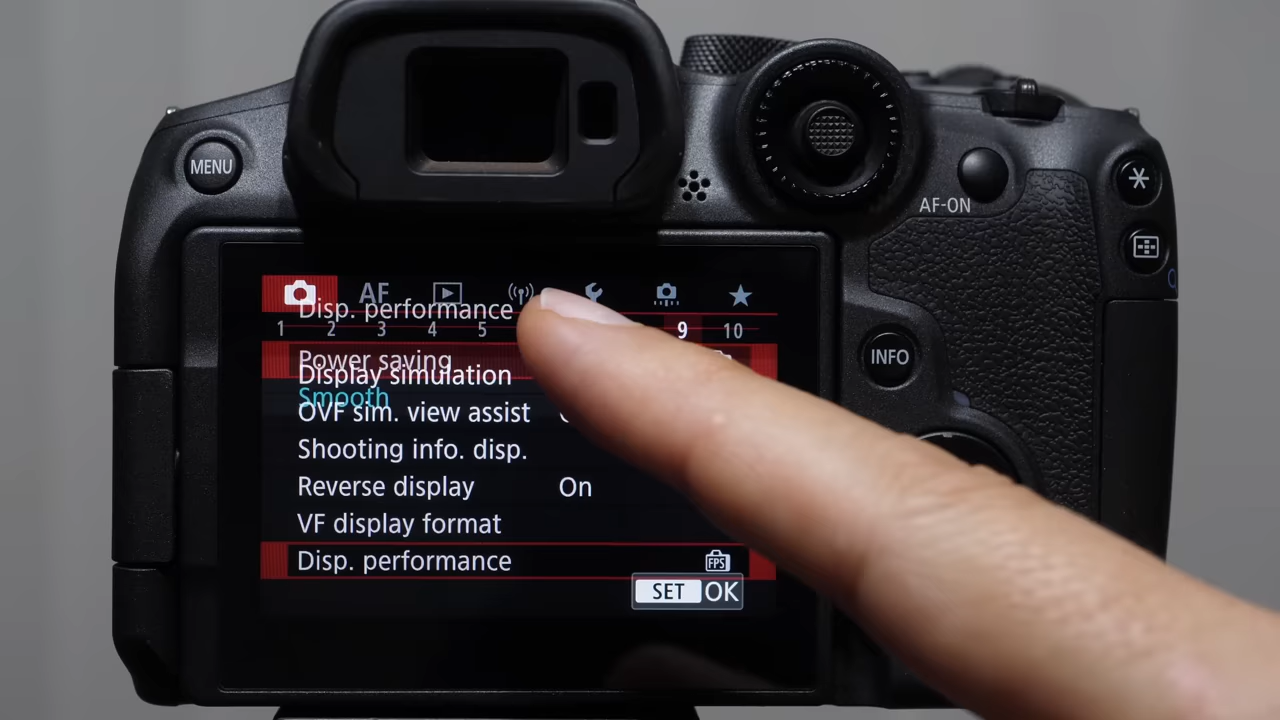 MENU
AF-ON
INFO
AF
Disp. performance
1 2 3 4 5 9 10
Power saving
Display simulation
Smooth
OVF sim. view assist
Shooting info. disp.
Reverse display On
VF display format
Disp. performance FPS
SET OK